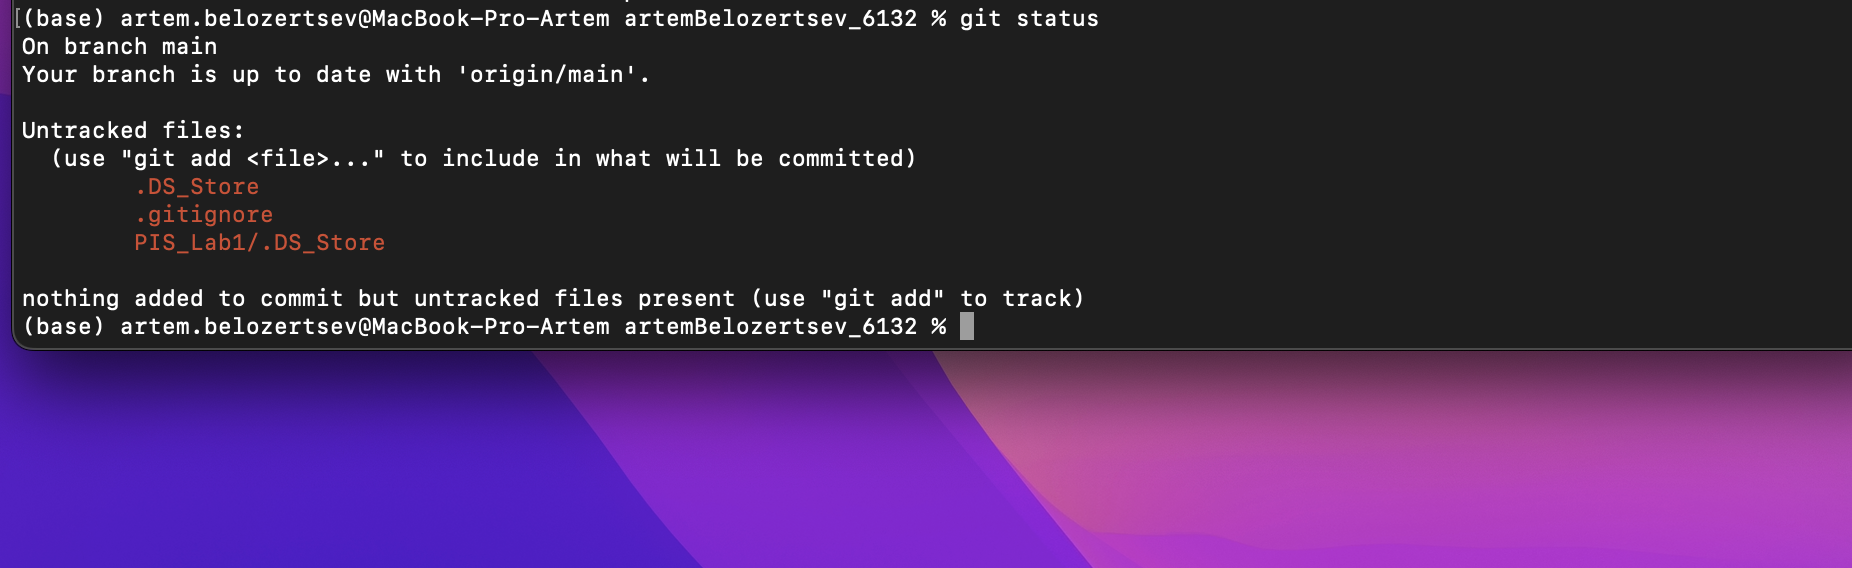 [(base) artem.belozertsev@MacBook-Pro-Artem artemBelozertsev_6132 % git status
On branch main
Your branch is up to date with 'origin/main'.
Untracked files:
(use "git add <file>..." to include in what will be committed)
.DS_Store
.gitignore
PIS_Lab1/.DS_Store
nothing added to commit but untracked files present (use "git add" to track)
(base) artem.belozertsev@MacBook-Pro-Artem artemBelozertsev_6132 %